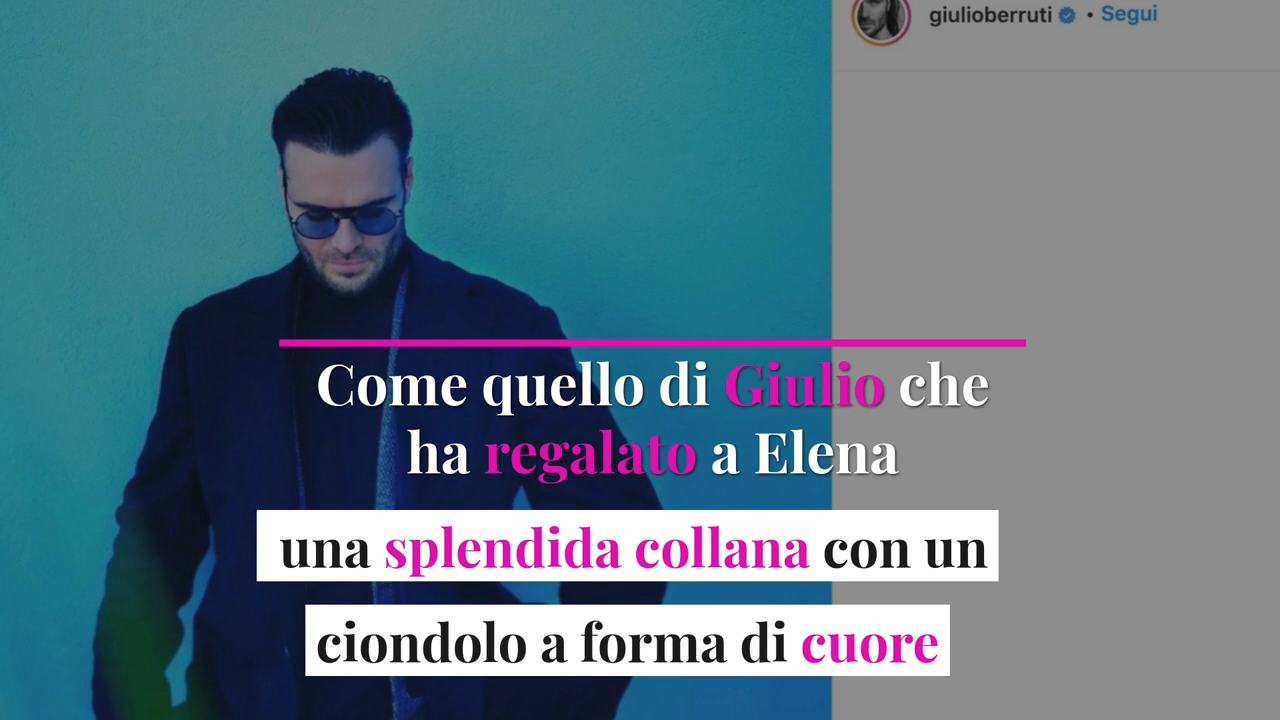 giulioberruti • Segui
Come quello di Giulio che
ha regalato a Elena
una splendida collana con un
ciondolo a forma di cuore